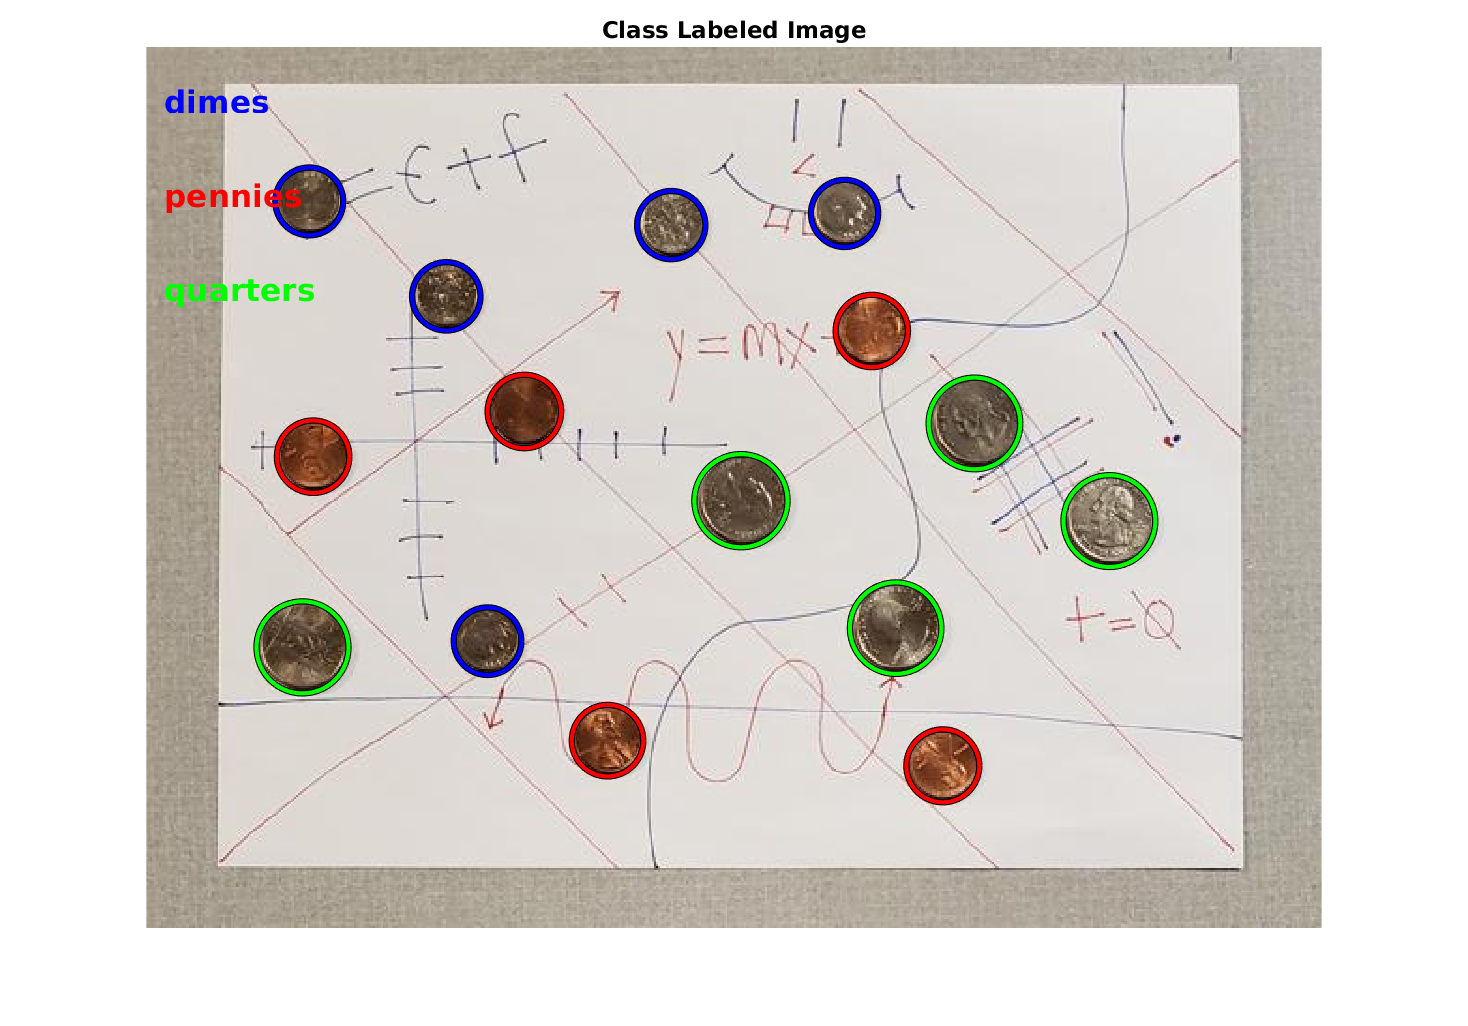 Class Labeled Image
dimes
= e + f
pennies
quarters
y = mx
t = 0